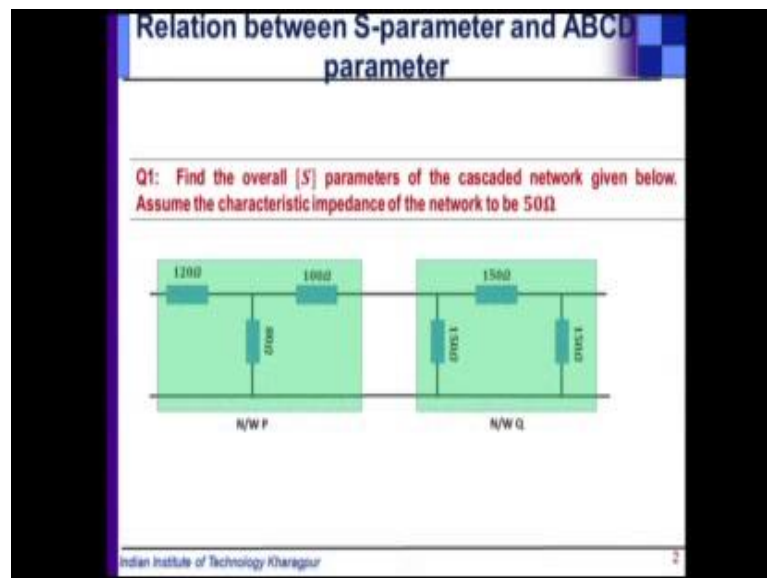 Relation between S-parameter and ABCD
parameter
Q1: Find the overall [S] parameters of the cascaded network given below.
Assume the characteristic impedance of the network to be 50Ω
120Ω 100Ω 150Ω
80Ω 150Ω 150Ω
N/W P N/W Q
Indian Institute of Technology Kharagpur 2